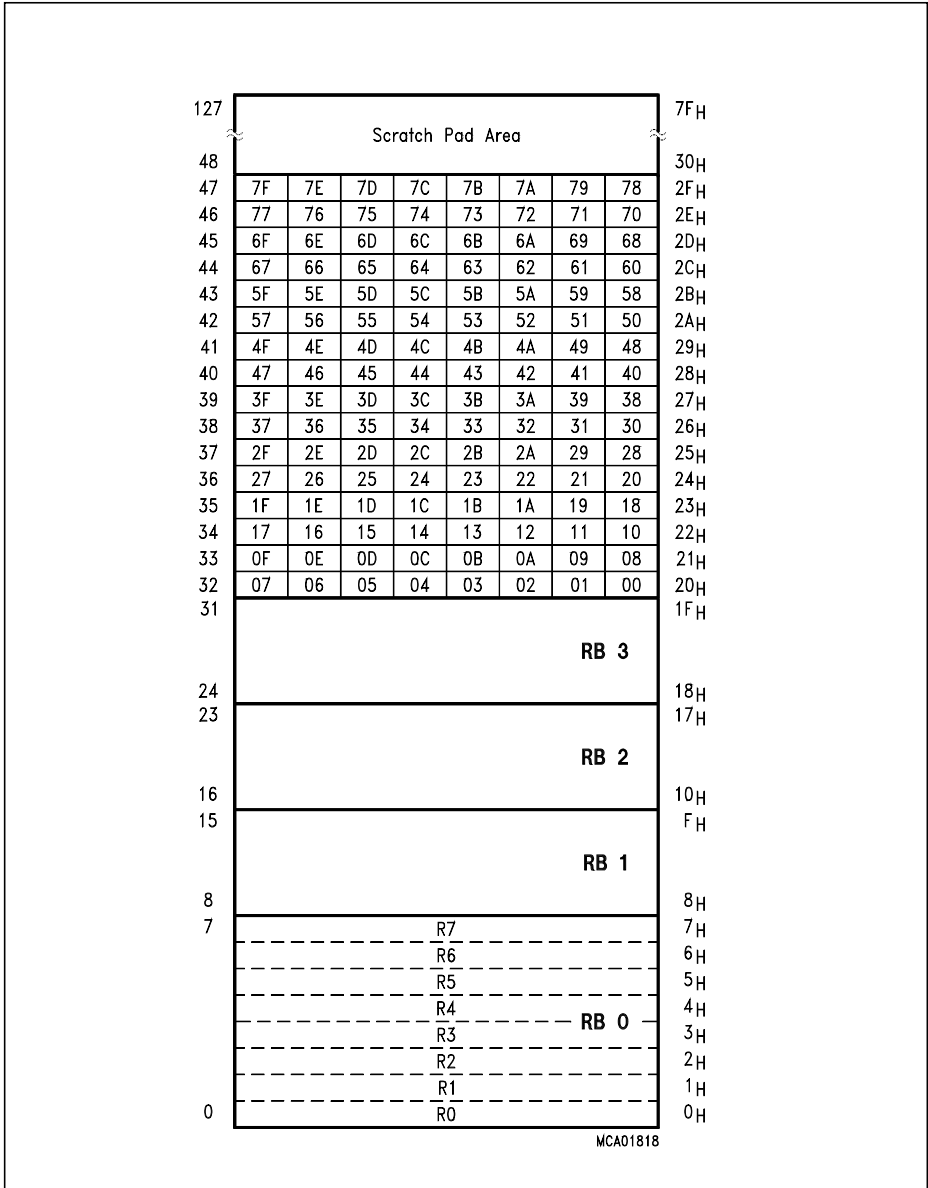 127 7FH
Scratch Pad Area
48 30H
47 7F 7E 7D 7C 7B 7A 79 78 2FH
46 77 76 75 74 73 72 71 70 2EH
45 6F 6E 6D 6C 6B 6A 69 68 2DH
44 67 66 65 64 63 62 61 60 2CH
43 5F 5E 5D 5C 5B 5A 59 58 2BH
42 57 56 55 54 53 52 51 50 2AH
41 4F 4E 4D 4C 4B 4A 49 48 29H
40 47 46 45 44 43 42 41 40 28H
39 3F 3E 3D 3C 3B 3A 39 38 27H
38 37 36 35 34 33 32 31 30 26H
37 2F 2E 2D 2C 2B 2A 29 28 25H
36 27 26 25 24 23 22 21 20 24H
35 1F 1E 1D 1C 1B 1A 19 18 23H
34 17 16 15 14 13 12 11 10 22H
33 0F 0E 0D 0C 0B 0A 09 08 21H
32 07 06 05 04 03 02 01 00 20H
31 1FH
RB 3
24 18H
23 17H
RB 2
16 10H
15 FH
RB 1
8 8H
7 R7 7H
R6 6H
R5 5H
R4 4H
RB 0
R3 3H
R2 2H
R1 1H
0 R0 0H
MCA01818